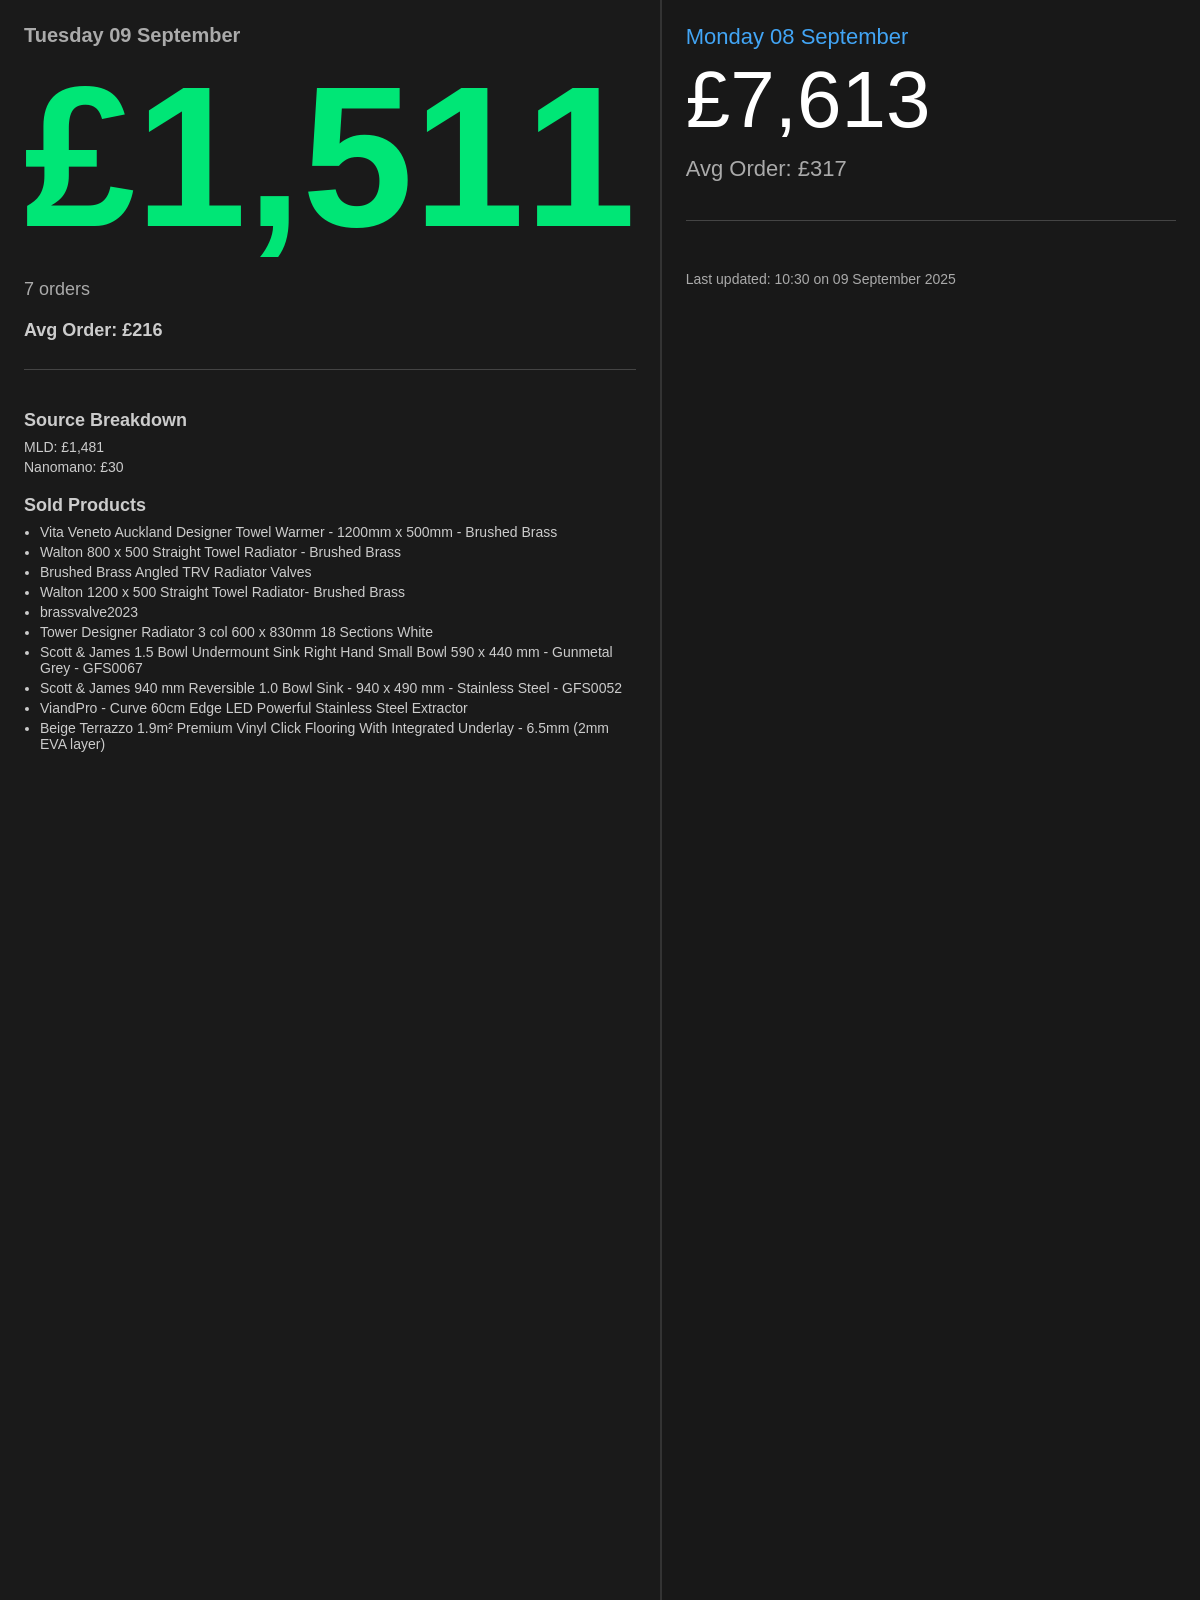 Tuesday 09 September
£1,511
7 orders
Avg Order: £216
Source Breakdown
MLD: £1,481
Nanomano: £30
Sold Products
• Vita Veneto Auckland Designer Towel Warmer - 1200mm x 500mm - Brushed Brass
• Walton 800 x 500 Straight Towel Radiator - Brushed Brass
• Brushed Brass Angled TRV Radiator Valves
• Walton 1200 x 500 Straight Towel Radiator- Brushed Brass
• brassvalve2023
• Tower Designer Radiator 3 col 600 x 830mm 18 Sections White
• Scott & James 1.5 Bowl Undermount Sink Right Hand Small Bowl 590 x 440 mm - Gunmetal
Grey - GFS0067
• Scott & James 940 mm Reversible 1.0 Bowl Sink - 940 x 490 mm - Stainless Steel - GFS0052
• ViandPro - Curve 60cm Edge LED Powerful Stainless Steel Extractor
• Beige Terrazzo 1.9m² Premium Vinyl Click Flooring With Integrated Underlay - 6.5mm (2mm
EVA layer)
Monday 08 September
£7,613
Avg Order: £317
Last updated: 10:30 on 09 September 2025